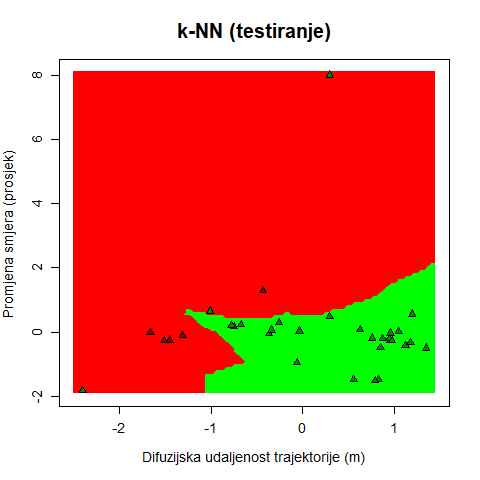 k-NN (testiranje)
Promjena smjera (prosjek)
8
6
4
2
0
-2
-2 -1 0 1
Difuzijska udaljenost trajektorije (m)